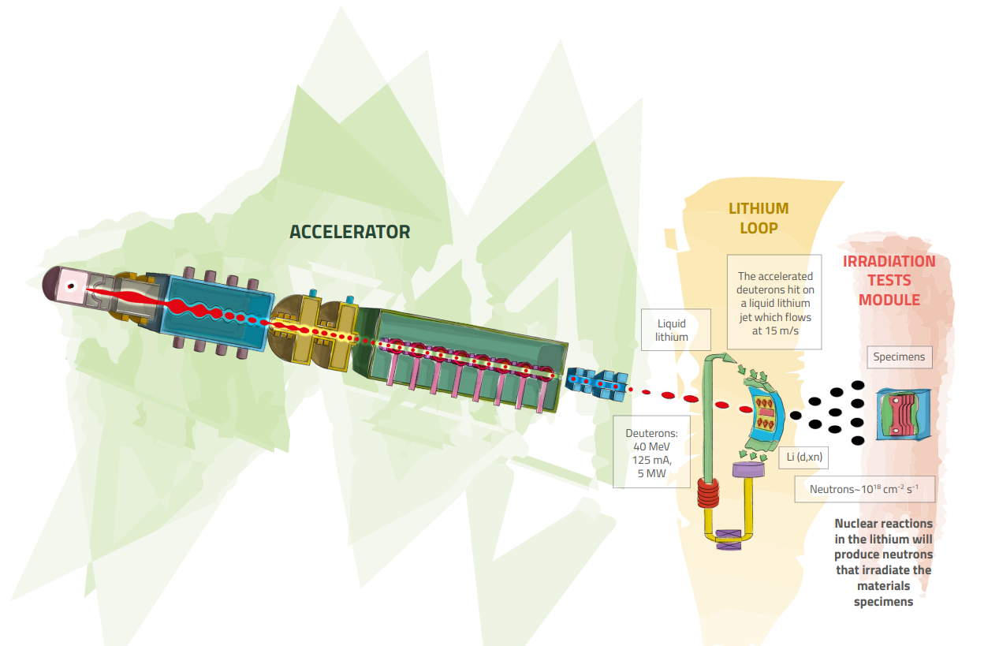 ACCELERATOR
LITHIUM
LOOP
The accelerated
deuterons hit on
a liquid lithium
jet which flows
at 15 m/s
Liquid
lithium
Deuterons:
40 MeV
125 mA,
5 MW
Li (d,xn)
IRRADIATION
TESTS
MODULE
Specimens
Neutrons~10¹⁸ cm⁻² s⁻¹
Nuclear reactions
in the lithium will
produce neutrons
that irradiate the
materials
specimens